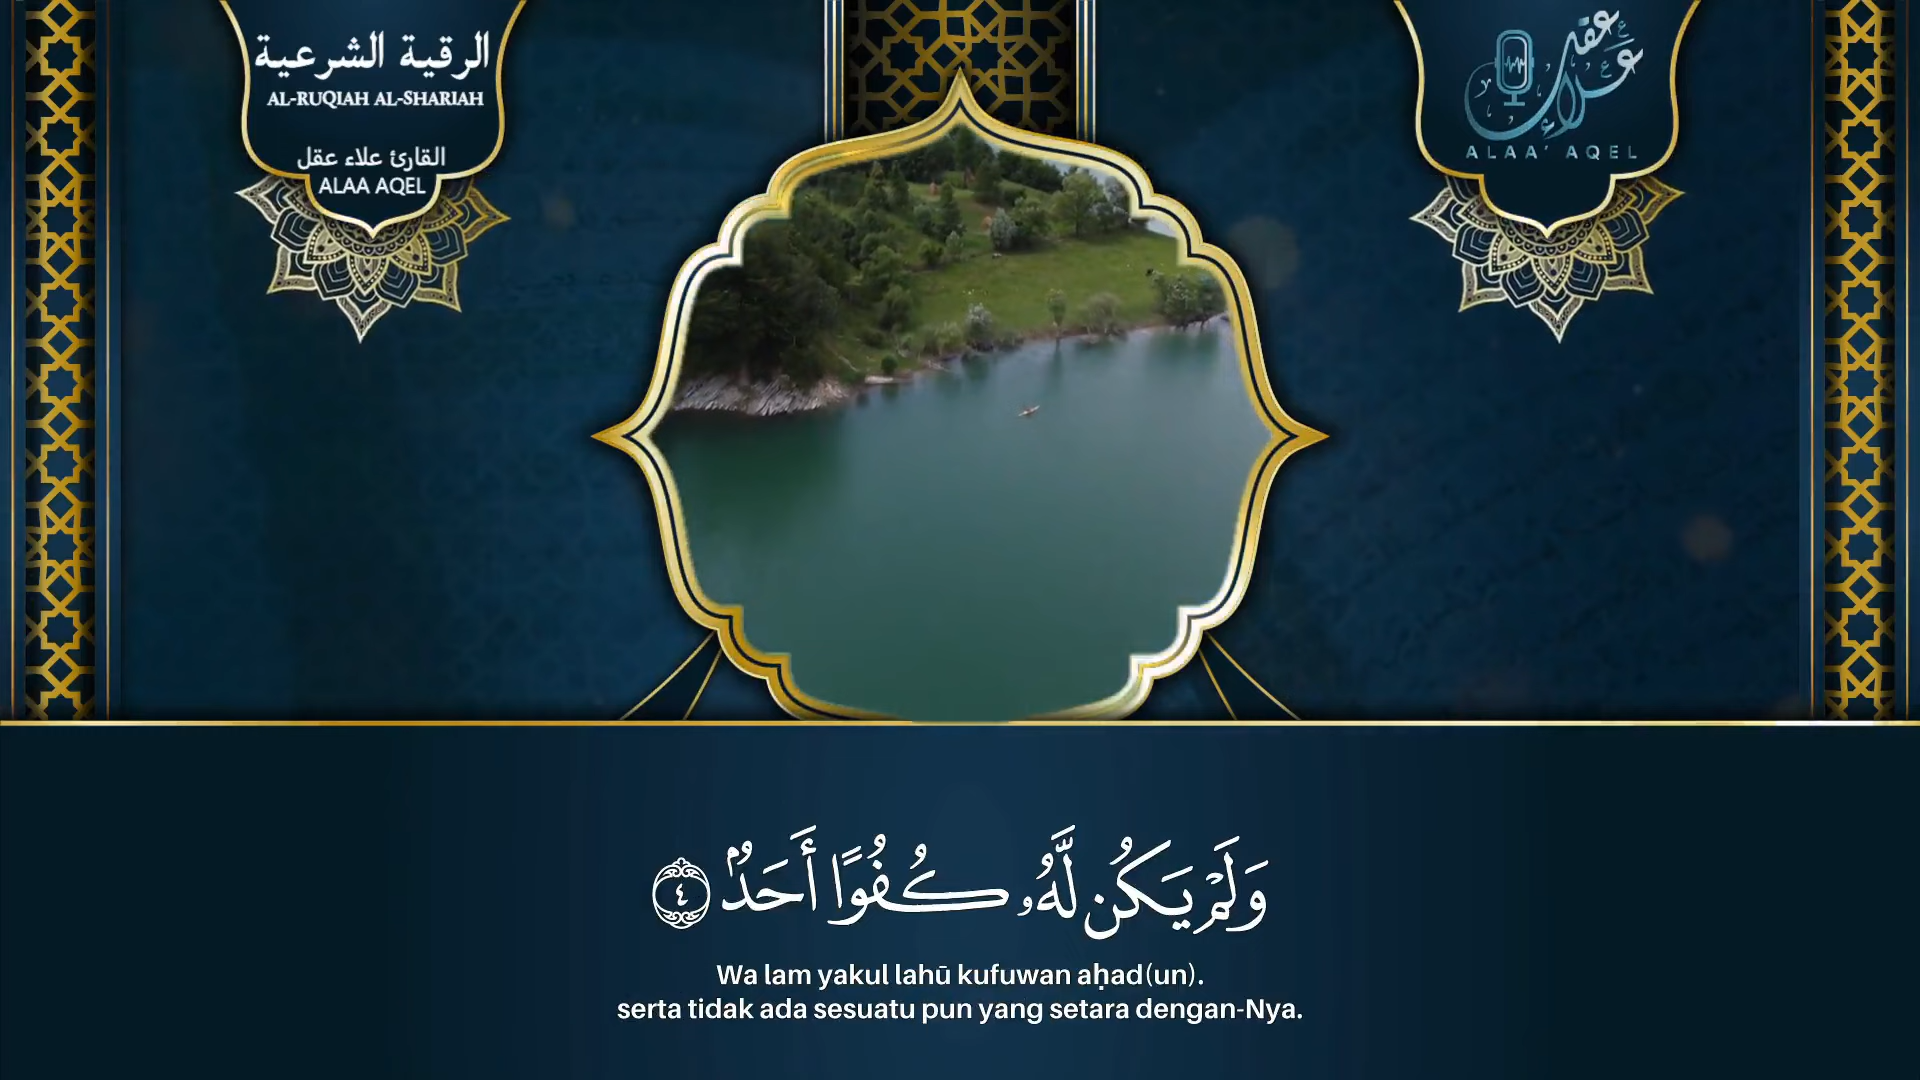 الرقية الشرعية
AL-RUQIAH AL-SHARIAH
القارئ علاء عقل
ALAA AQEL
علاء عقل
ALAA' AQEL
وَلَمْ يَكُن لَّهُۥ كُفُوًا أَحَدٌۢ ٤
Wa lam yakul lahū kufuwan aḥad(un).
serta tidak ada sesuatu pun yang setara dengan-Nya.